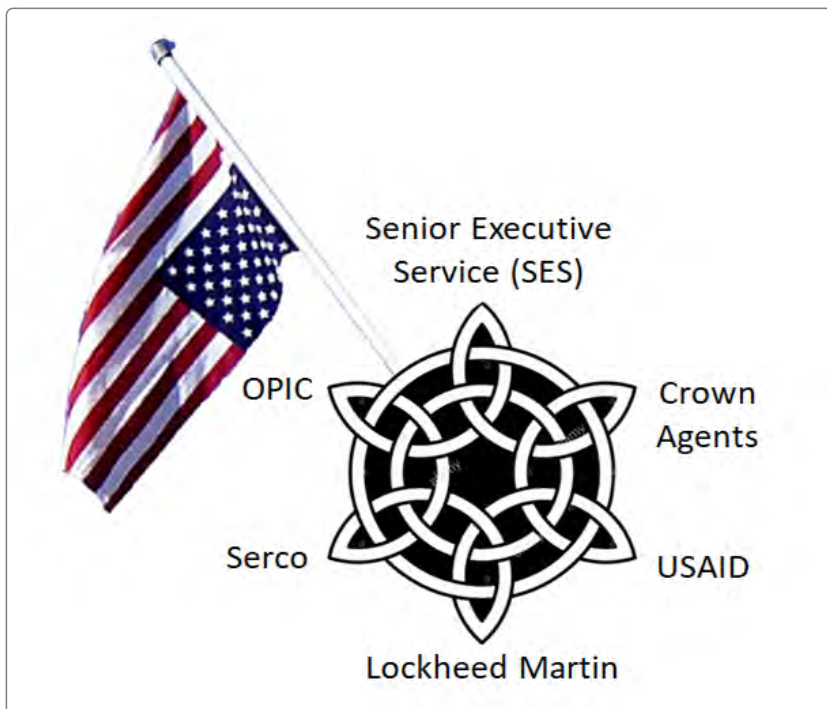 Senior Executive
Service (SES)
OPIC
Crown
Agents
Serco
USAID
Lockheed Martin